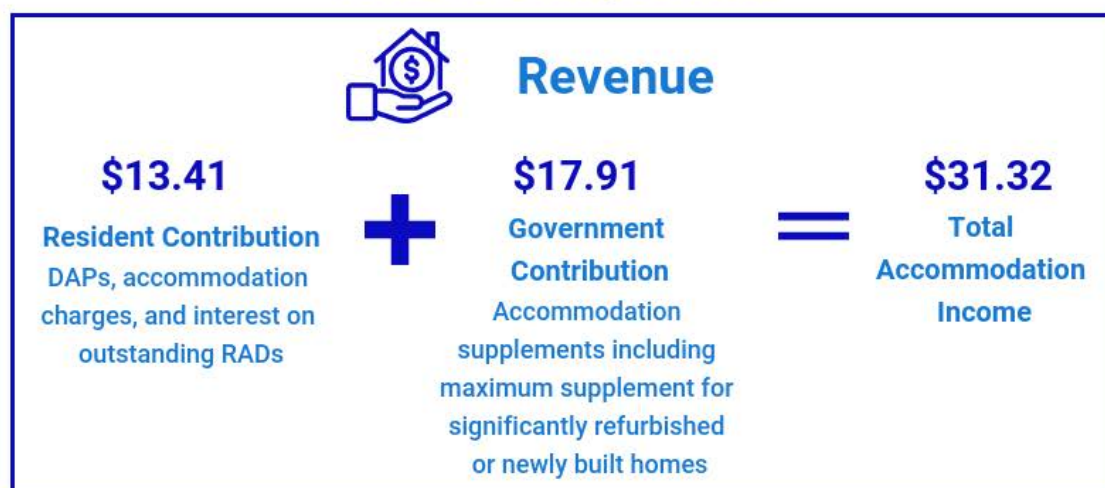 Revenue
$13.41
Resident Contribution
DAPs, accommodation
charges, and interest on
outstanding RADs
+
$17.91
Government
Contribution
Accommodation
supplements including
maximum supplement for
significantly refurbished
or newly built homes
=
$31.32
Total
Accommodation
Income